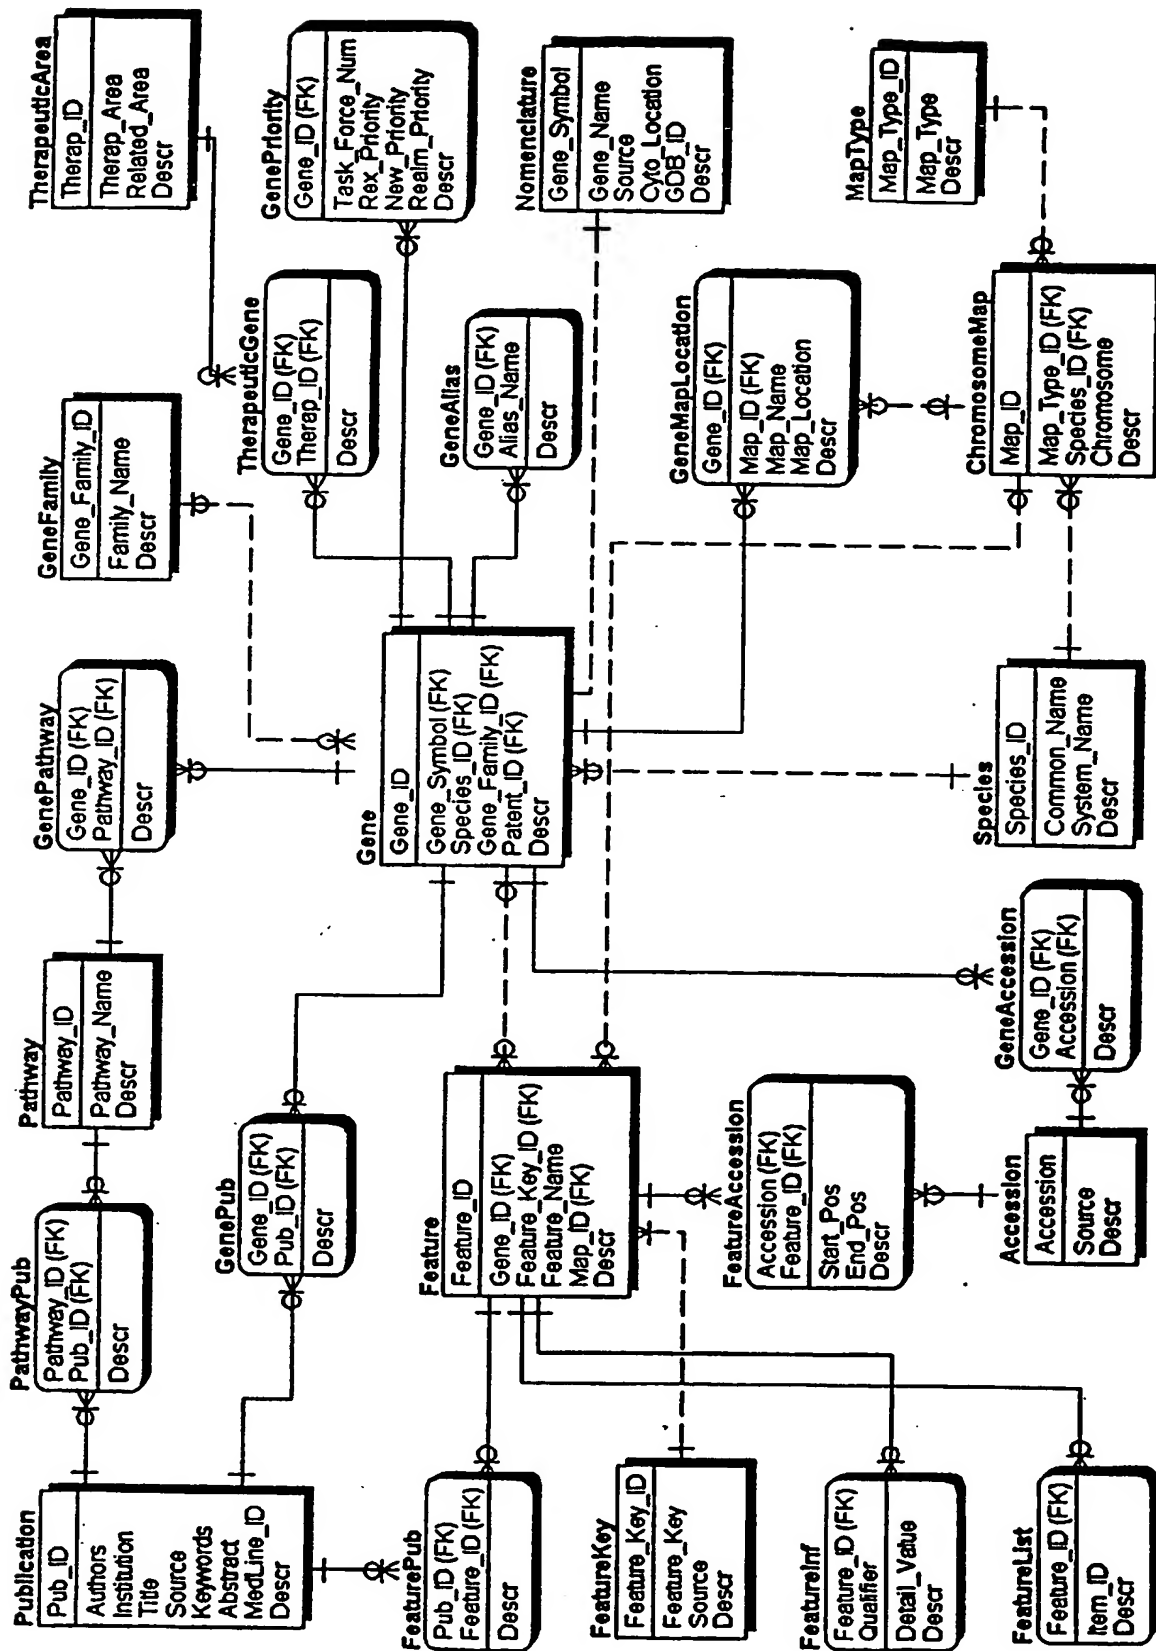 TherapeuticArea
Therap_ID
Therap_Area
Related_Area
Descr
GenePriority
Gene_ID (FK)
Task_Force_Num
Rex_Priority
New_Priority
Realm_Priority
Descr
Nomenclature
Gene_Symbol
Gene_Name
Source
Cyto_Location
GDB_ID
Descr
MapType
Map_Type_ID
Map_Type
Descr
GeneFamily
Gene_Family_ID
Family_Name
Descr
TherapeuticGene
Gene_ID (FK)
Therap_ID (FK)
Descr
GeneAlias
Gene_ID (FK)
Alias_Name
Descr
GeneMapLocation
Gene_ID (FK)
Map_ID (FK)
Map_Name
Map_Location
Descr
ChromosomeMap
Map_ID
Map_Type_ID (FK)
Species_ID (FK)
Chromosome
Descr
GenePathway
Gene_ID (FK)
Pathway_ID (FK)
Descr
Gene
Gene_ID
Gene_Symbol (FK)
Species_ID (FK)
Gene_Family_ID (FK)
Patent_ID (FK)
Descr
Species
Species_ID
Common_Name
System_Name
Descr
Pathway
Pathway_ID
Pathway_Name
Descr
GeneAccession
Gene_ID (FK)
Accession (FK)
Descr
PathwayPub
Pathway_ID (FK)
Pub_ID (FK)
Descr
GenePub
Gene_ID (FK)
Pub_ID (FK)
Descr
Feature
Feature_ID
Gene_ID (FK)
Feature_Key_ID (FK)
Feature_Name
Map_ID (FK)
Descr
FeatureAccession
Accession (FK)
Feature_ID (FK)
Start_Pos
End_Pos
Descr
Accession
Accession
Source
Descr
Publication
Pub_ID
Authors
Institution
Title
Source
Keywords
Abstract
MedLine_ID
Descr
FeaturePub
Pub_ID (FK)
Feature_ID (FK)
Descr
FeatureKey
Feature_Key_ID
Feature_Key
Source
Descr
FeatureInf
Feature_ID (FK)
Qualifier
Detail_Value
Descr
FeatureList
Feature_ID (FK)
Item_ID
Descr